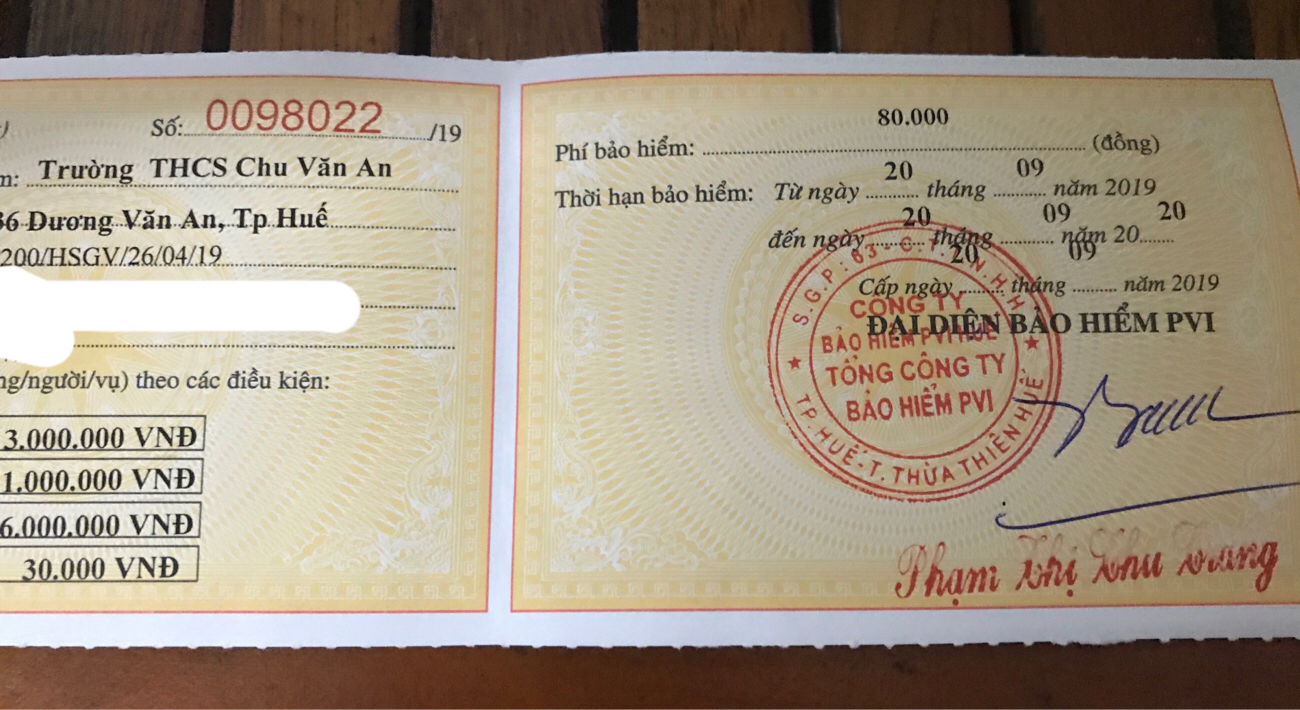 Số: 0098022 /19
Trường THCS Chu Văn An
36 Dương Văn An, Tp Huế
200/HSGV/26/04/19
ng/người/vụ) theo các điều kiện:
3.000.000 VNĐ
1.000.000 VNĐ
6.000.000 VNĐ
30.000 VNĐ
Phí bảo hiểm: 80.000 (đồng)
Thời hạn bảo hiểm: Từ ngày 20 tháng 09 năm 2019
đến ngày 20 tháng 09 năm 20 20
Cấp ngày 20 tháng 09 năm 2019
ĐẠI DIỆN BẢO HIỂM PVI
S.G.P: 63
CÔNG TY
BẢO HIỂM PVI HUẾ
TỔNG CÔNG TY
BẢO HIỂM PVI
TP. HUẾ - T. THỪA THIÊN HUẾ
Phạm Thị Thu Trang